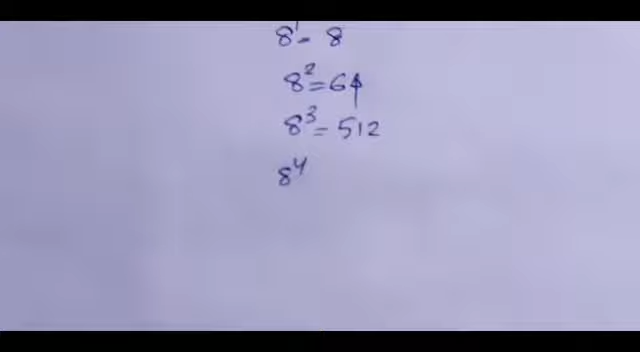 8¹ = 8
8² = 64
8³ = 512
8⁴